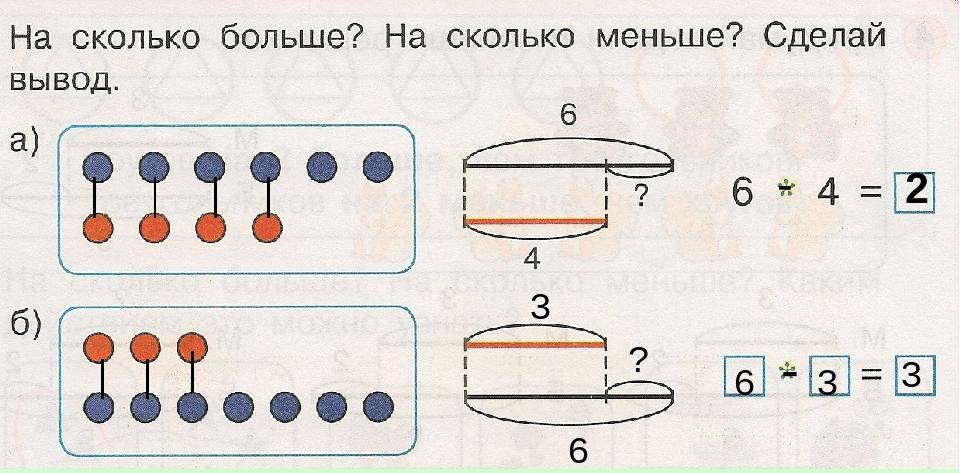 На сколько больше? На сколько меньше? Сделай
вывод.
а)
6
?
4
6 - 4 = 2
б)
3
?
6
6 - 3 = 3